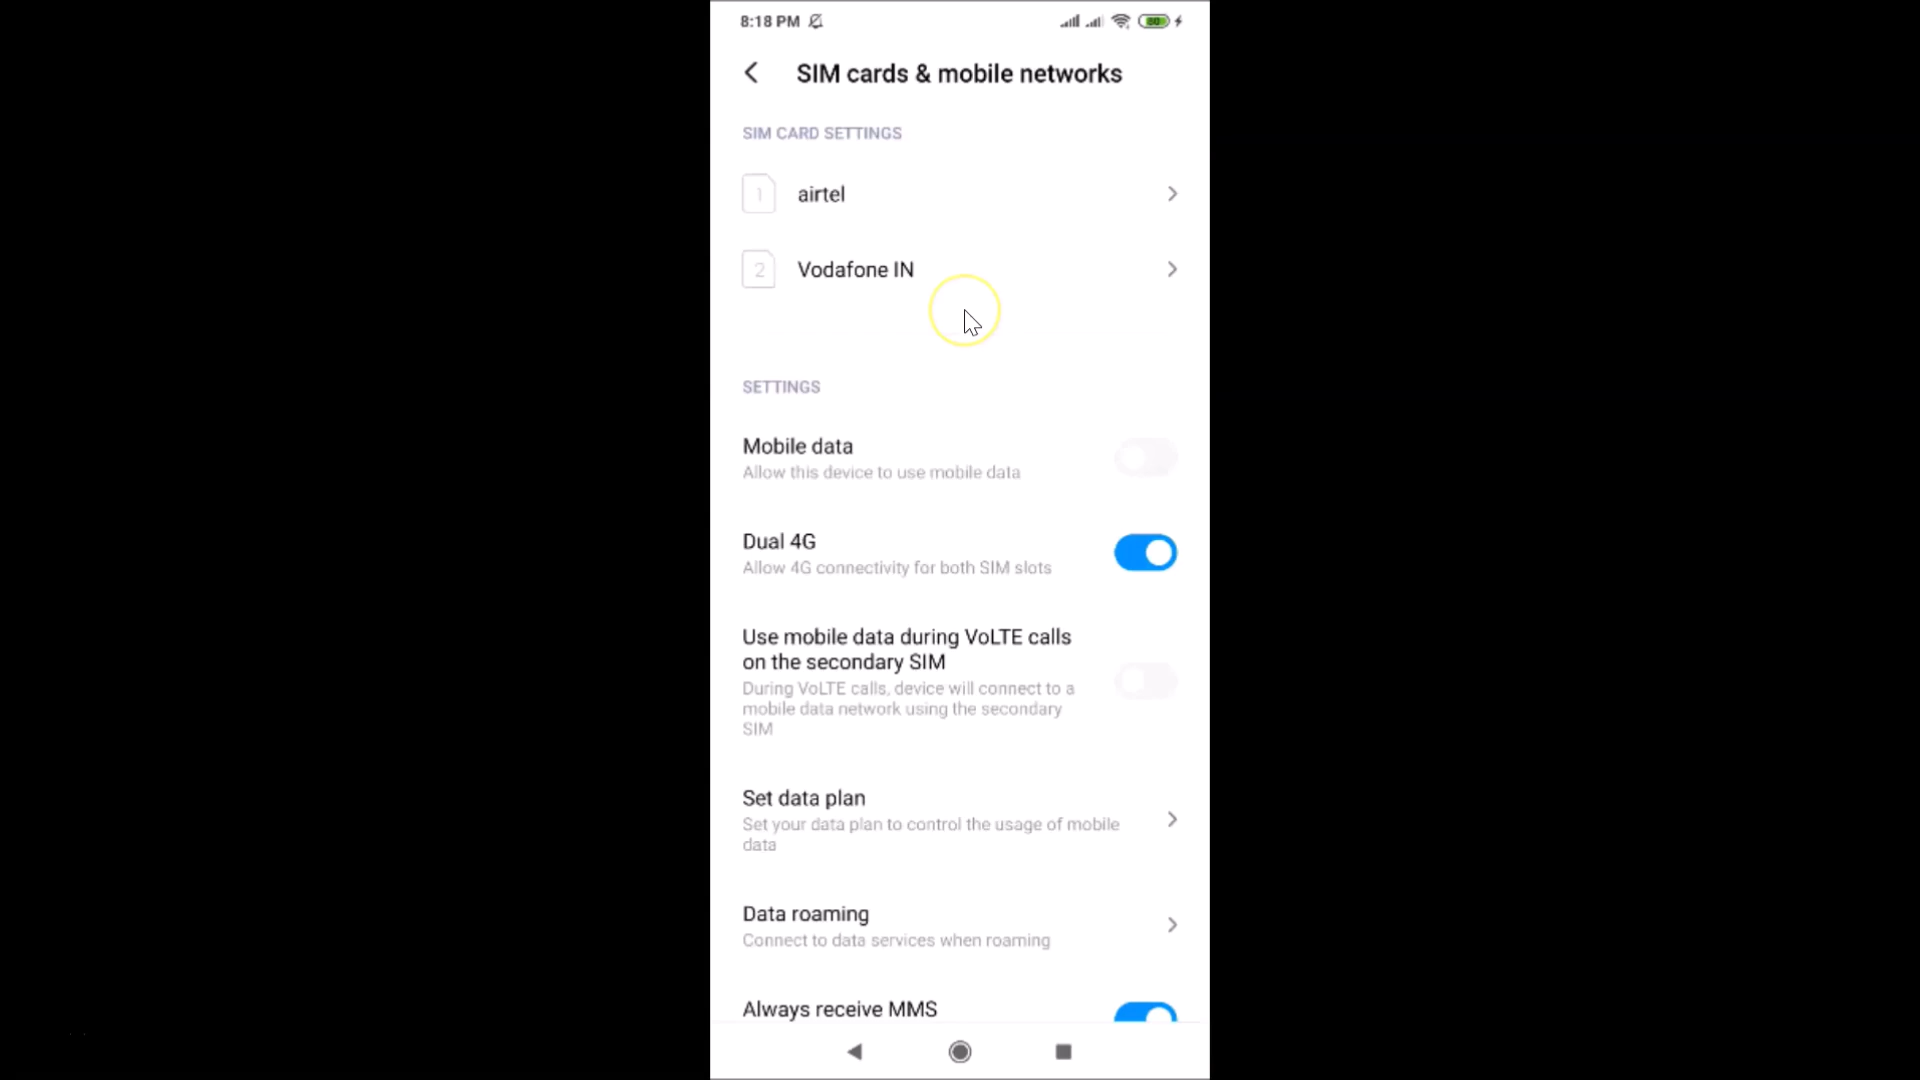 8:18 PM
80
SIM cards & mobile networks
SIM CARD SETTINGS
1
airtel
2
Vodafone IN
SETTINGS
Mobile data
Allow this device to use mobile data
Dual 4G
Allow 4G connectivity for both SIM slots
Use mobile data during VoLTE calls
on the secondary SIM
During VoLTE calls, device will connect to a
mobile data network using the secondary
SIM
Set data plan
Set your data plan to control the usage of mobile
data
Data roaming
Connect to data services when roaming
Always receive MMS